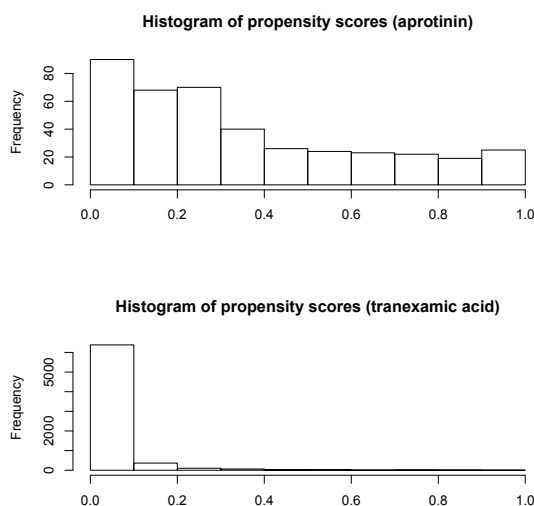 Histogram of propensity scores (aprotinin)
Frequency
80
60
40
20
0
0.0 0.2 0.4 0.6 0.8 1.0
Histogram of propensity scores (tranexamic acid)
Frequency
5000
2000
0
0.0 0.2 0.4 0.6 0.8 1.0